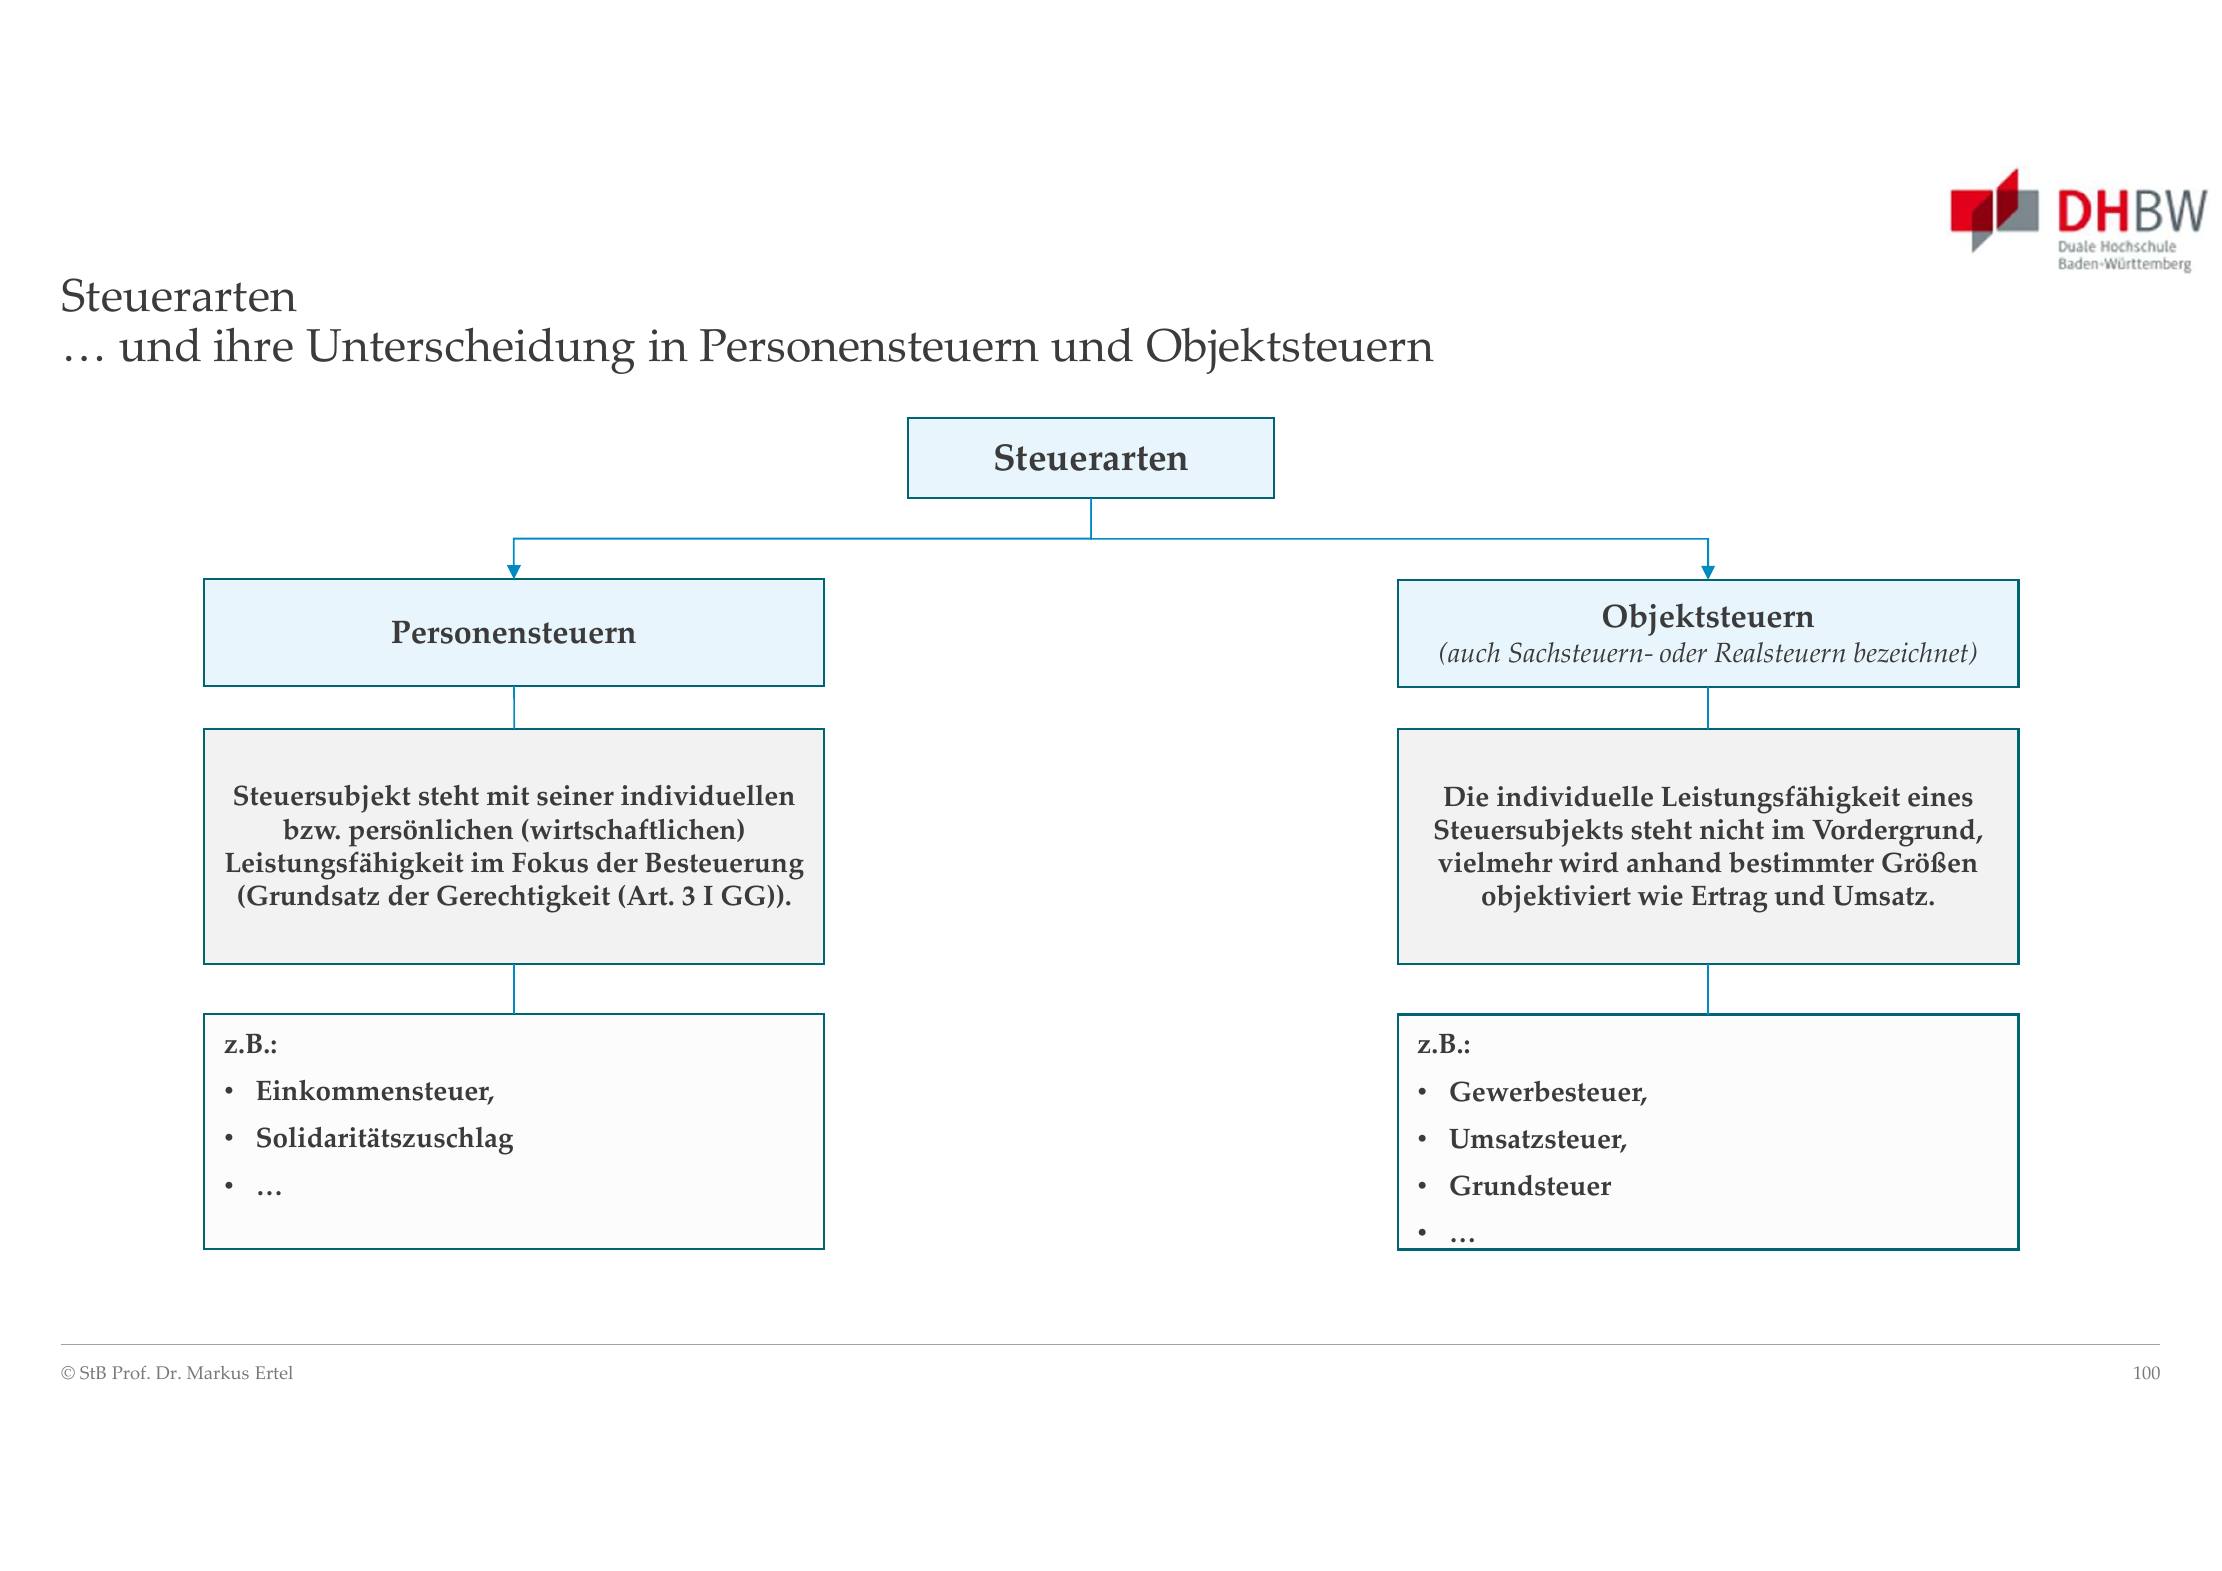 DHBW
Duale Hochschule
Baden-Württemberg
Steuerarten
… und ihre Unterscheidung in Personensteuern und Objektsteuern
Steuerarten
Personensteuern
Steuersubjekt steht mit seiner individuellen
bzw. persönlichen (wirtschaftlichen)
Leistungsfähigkeit im Fokus der Besteuerung
(Grundsatz der Gerechtigkeit (Art. 3 I GG)).
z.B.:
• Einkommensteuer,
• Solidaritätszuschlag
• …
Objektsteuern
(auch Sachsteuern- oder Realsteuern bezeichnet)
Die individuelle Leistungsfähigkeit eines
Steuersubjekts steht nicht im Vordergrund,
vielmehr wird anhand bestimmter Größen
objektiviert wie Ertrag und Umsatz.
z.B.:
• Gewerbesteuer,
• Umsatzsteuer,
• Grundsteuer
• …
© StB Prof. Dr. Markus Ertel
100